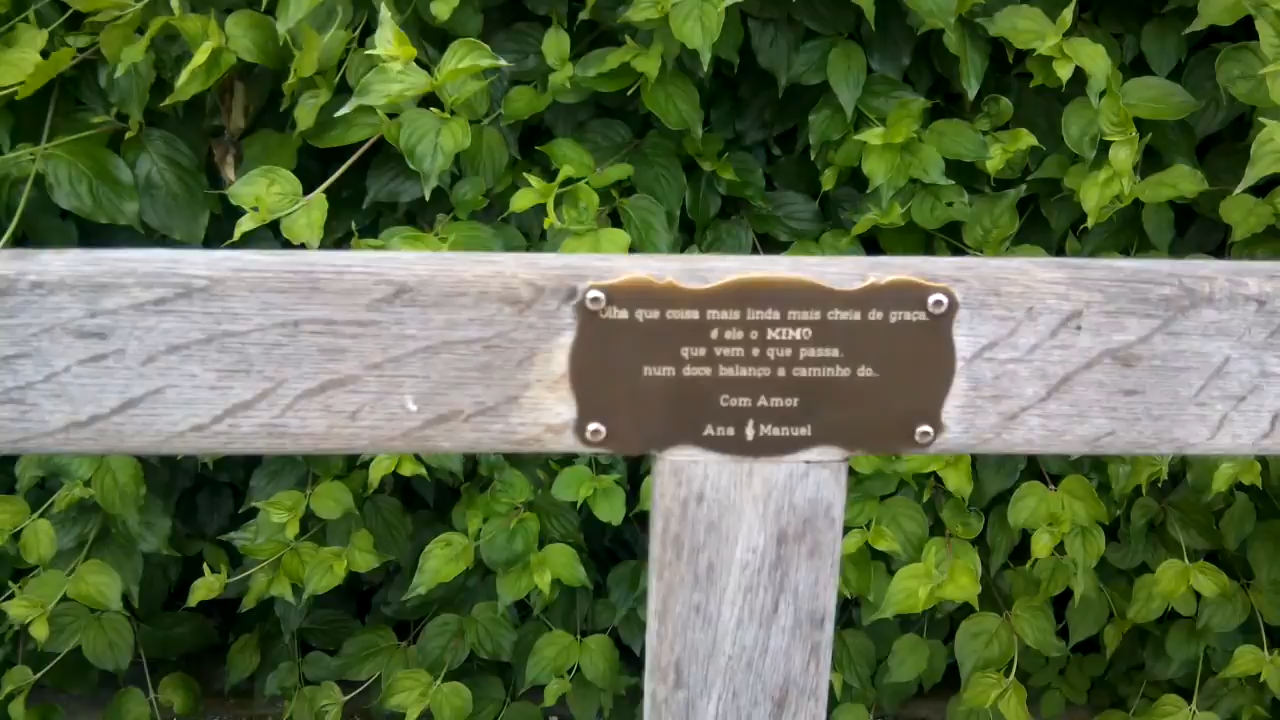 Olha que coisa mais linda mais cheia de graça.
é ele o MIMO
que vem e que passa.
num doce balanço a caminho do..
Com Amor
Ana Manuel